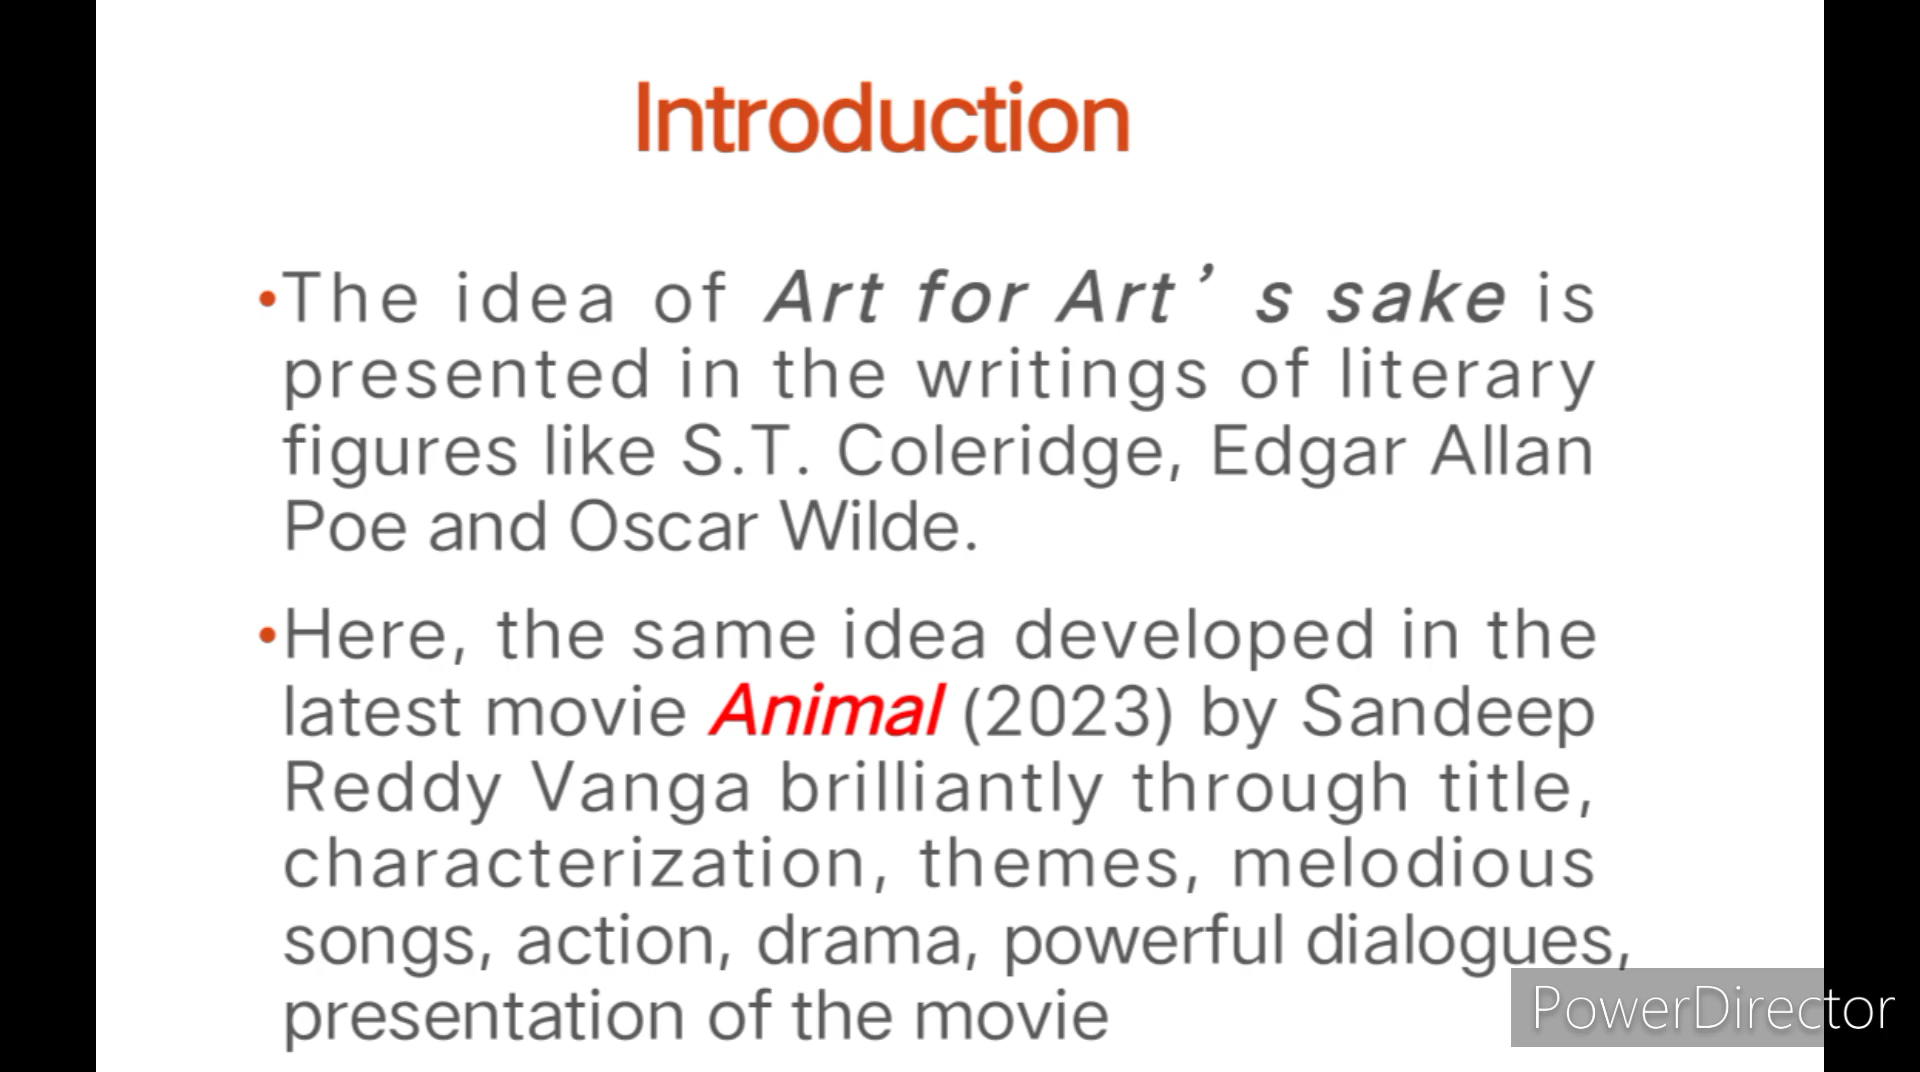 Introduction
•The idea of Art for Art’ s sake is
presented in the writings of literary
figures like S.T. Coleridge, Edgar Allan
Poe and Oscar Wilde.
•Here, the same idea developed in the
latest movie Animal (2023) by Sandeep
Reddy Vanga brilliantly through title,
characterization, themes, melodious
songs, action, drama, powerful dialogues,
presentation of the movie
PowerDirector